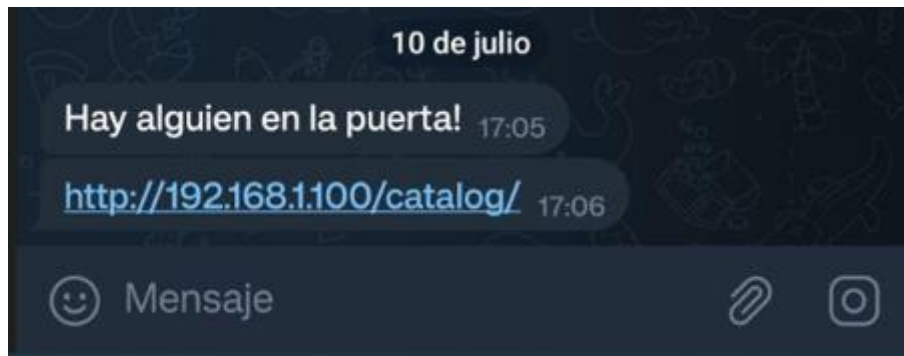 10 de julio
Hay alguien en la puerta! 17:05
http://192.168.1.100/catalog/ 17:06
Mensaje